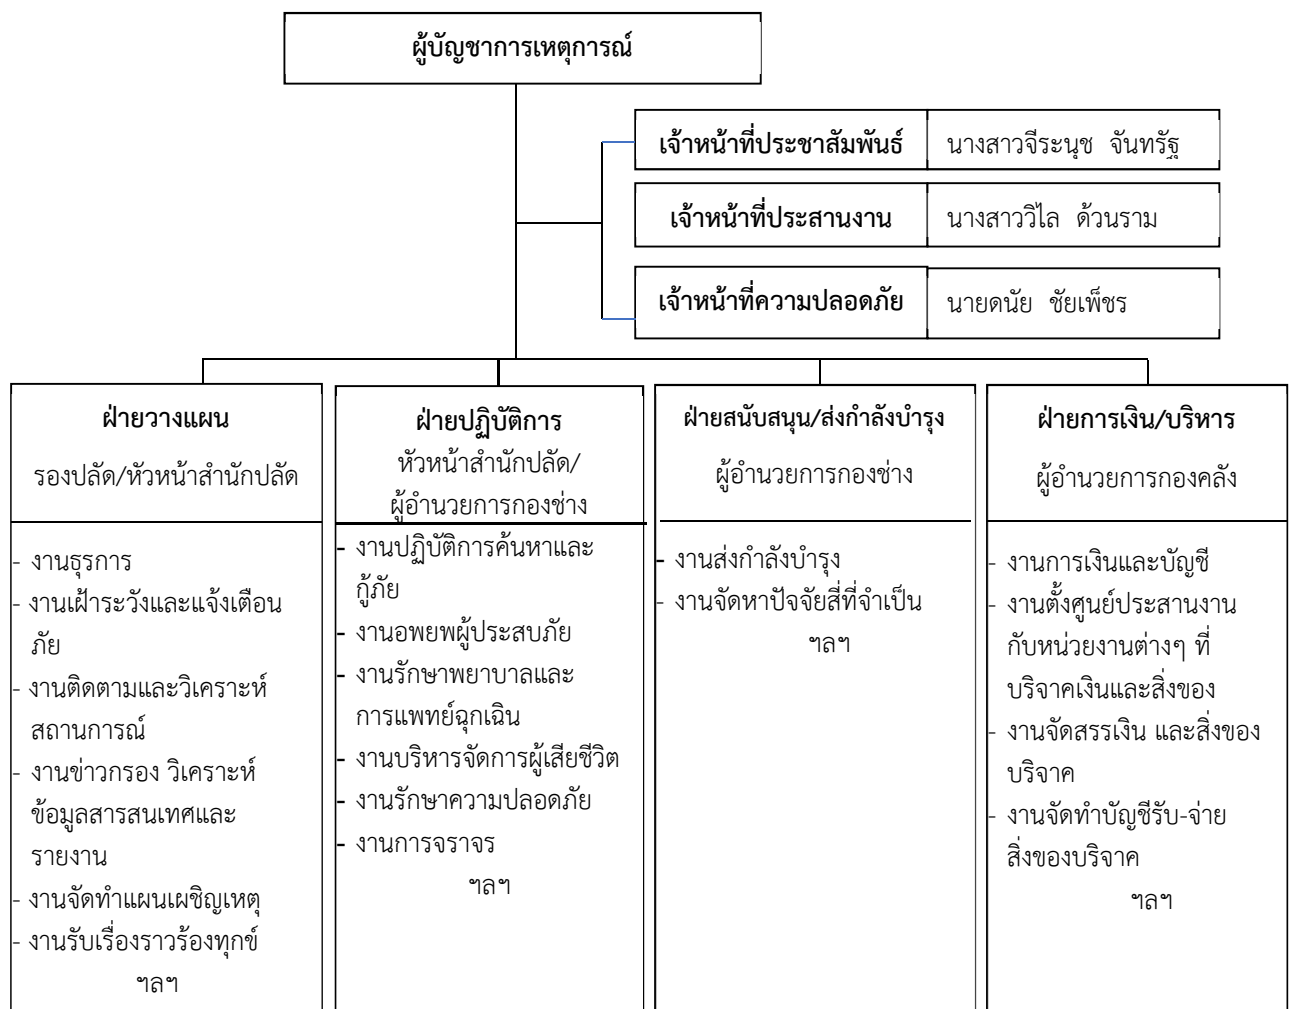 ผู้บัญชาการเหตุการณ์
เจ้าหน้าที่ประชาสัมพันธ์ นางสาวจีระนุช จันทรัฐ
เจ้าหน้าที่ประสานงาน นางสาววิไล ด้วนราม
เจ้าหน้าที่ความปลอดภัย นายดนัย ชัยเพ็ชร
ฝ่ายวางแผน
รองปลัด/หัวหน้าสำนักปลัด
- งานธุรการ
- งานเฝ้าระวังและแจ้งเตือน
ภัย
- งานติดตามและวิเคราะห์
สถานการณ์
- งานข่าวกรอง วิเคราะห์
ข้อมูลสารสนเทศและ
รายงาน
- งานจัดทำแผนเผชิญเหตุ
- งานรับเรื่องราวร้องทุกข์
ฯลฯ
ฝ่ายปฏิบัติการ
หัวหน้าสำนักปลัด/
ผู้อำนวยการกองช่าง
- งานปฏิบัติการค้นหาและ
กู้ภัย
- งานอพยพผู้ประสบภัย
- งานรักษาพยาบาลและ
การแพทย์ฉุกเฉิน
- งานบริหารจัดการผู้เสียชีวิต
- งานรักษาความปลอดภัย
- งานการจราจร
ฯลฯ
ฝ่ายสนับสนุน/ส่งกำลังบำรุง
ผู้อำนวยการกองช่าง
- งานส่งกำลังบำรุง
- งานจัดหาปัจจัยสี่ที่จำเป็น
ฯลฯ
ฝ่ายการเงิน/บริหาร
ผู้อำนวยการกองคลัง
- งานการเงินและบัญชี
- งานตั้งศูนย์ประสานงาน
กับหน่วยงานต่างๆ ที่
บริจาคเงินและสิ่งของ
- งานจัดสรรเงิน และสิ่งของ
บริจาค
- งานจัดทำบัญชีรับ-จ่าย
สิ่งของบริจาค
ฯลฯ